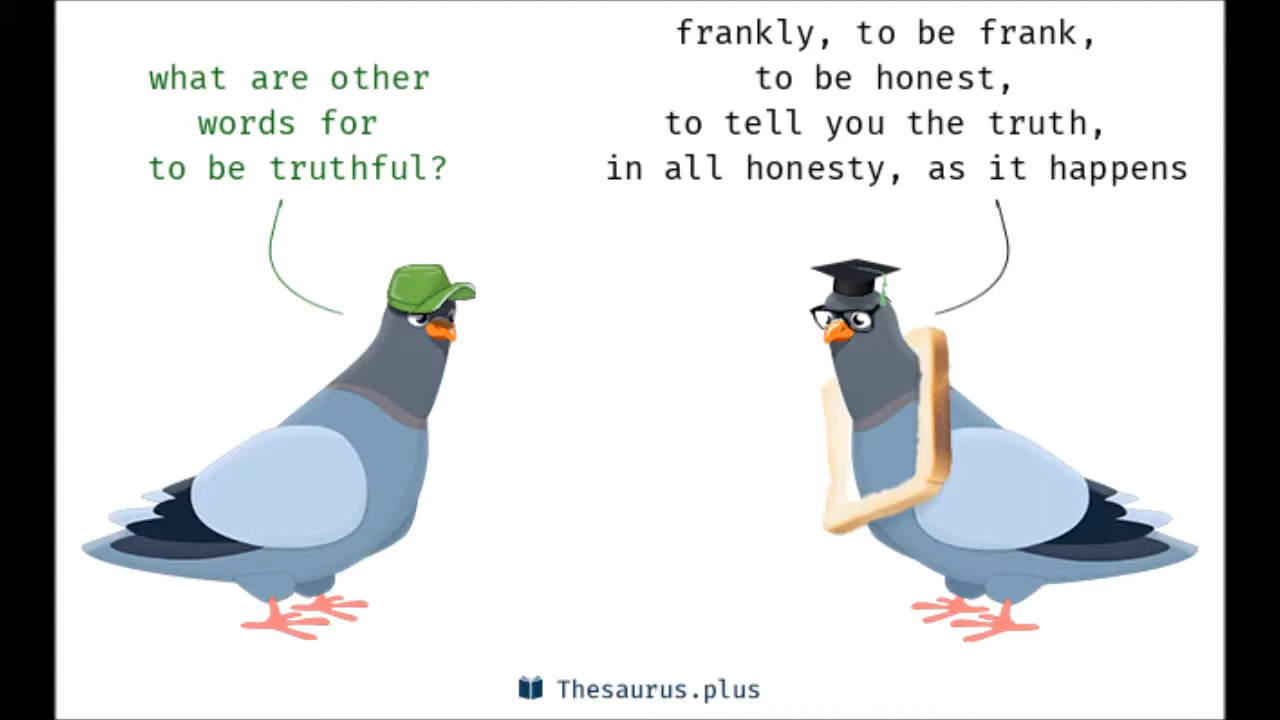 what are other
words for
to be truthful?
frankly, to be frank,
to be honest,
to tell you the truth,
in all honesty, as it happens
Thesaurus.plus